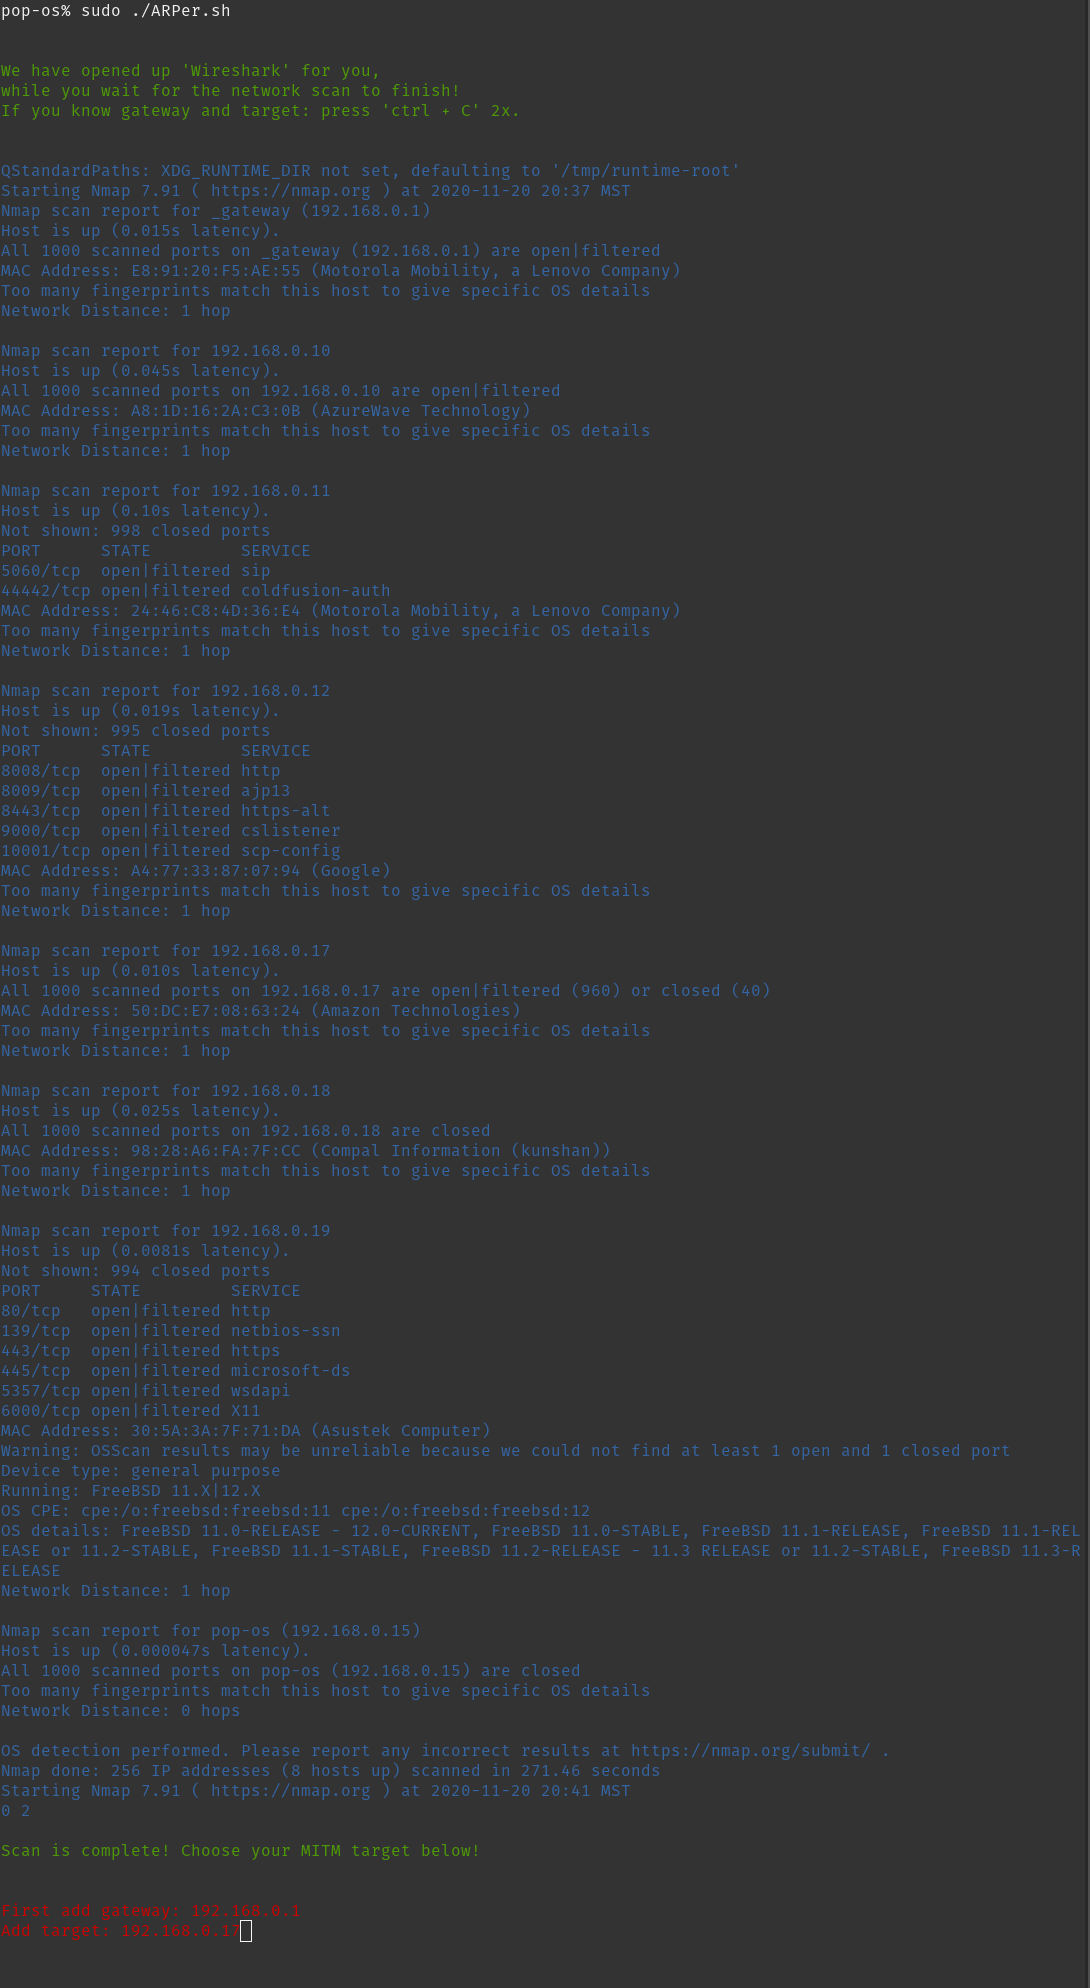 pop-os% sudo ./ARPer.sh
We have opened up 'Wireshark' for you,
while you wait for the network scan to finish!
If you know gateway and target: press 'ctrl + C' 2x.
QStandardPaths: XDG_RUNTIME_DIR not set, defaulting to '/tmp/runtime-root'
Starting Nmap 7.91 ( https://nmap.org ) at 2020-11-20 20:37 MST
Nmap scan report for _gateway (192.168.0.1)
Host is up (0.015s latency).
All 1000 scanned ports on _gateway (192.168.0.1) are open|filtered
MAC Address: E8:91:20:F5:AE:55 (Motorola Mobility, a Lenovo Company)
Too many fingerprints match this host to give specific OS details
Network Distance: 1 hop
Nmap scan report for 192.168.0.10
Host is up (0.045s latency).
All 1000 scanned ports on 192.168.0.10 are open|filtered
MAC Address: A8:1D:16:2A:C3:0B (AzureWave Technology)
Too many fingerprints match this host to give specific OS details
Network Distance: 1 hop
Nmap scan report for 192.168.0.11
Host is up (0.10s latency).
Not shown: 998 closed ports
PORT      STATE         SERVICE
5060/tcp  open|filtered sip
44442/tcp open|filtered coldfusion-auth
MAC Address: 24:46:C8:4D:36:E4 (Motorola Mobility, a Lenovo Company)
Too many fingerprints match this host to give specific OS details
Network Distance: 1 hop
Nmap scan report for 192.168.0.12
Host is up (0.019s latency).
Not shown: 995 closed ports
PORT      STATE         SERVICE
8008/tcp  open|filtered http
8009/tcp  open|filtered ajp13
8443/tcp  open|filtered https-alt
9000/tcp  open|filtered cslistener
10001/tcp open|filtered scp-config
MAC Address: A4:77:33:87:07:94 (Google)
Too many fingerprints match this host to give specific OS details
Network Distance: 1 hop
Nmap scan report for 192.168.0.17
Host is up (0.010s latency).
All 1000 scanned ports on 192.168.0.17 are open|filtered (960) or closed (40)
MAC Address: 50:DC:E7:08:63:24 (Amazon Technologies)
Too many fingerprints match this host to give specific OS details
Network Distance: 1 hop
Nmap scan report for 192.168.0.18
Host is up (0.025s latency).
All 1000 scanned ports on 192.168.0.18 are closed
MAC Address: 98:28:A6:FA:7F:CC (Compal Information (kunshan))
Too many fingerprints match this host to give specific OS details
Network Distance: 1 hop
Nmap scan report for 192.168.0.19
Host is up (0.0081s latency).
Not shown: 994 closed ports
PORT     STATE         SERVICE
80/tcp   open|filtered http
139/tcp  open|filtered netbios-ssn
443/tcp  open|filtered https
445/tcp  open|filtered microsoft-ds
5357/tcp open|filtered wsdapi
6000/tcp open|filtered X11
MAC Address: 30:5A:3A:7F:71:DA (Asustek Computer)
Warning: OSScan results may be unreliable because we could not find at least 1 open and 1 closed port
Device type: general purpose
Running: FreeBSD 11.X|12.X
OS CPE: cpe:/o:freebsd:freebsd:11 cpe:/o:freebsd:freebsd:12
OS details: FreeBSD 11.0-RELEASE - 12.0-CURRENT, FreeBSD 11.0-STABLE, FreeBSD 11.1-RELEASE, FreeBSD 11.1-REL
EASE or 11.2-STABLE, FreeBSD 11.1-STABLE, FreeBSD 11.2-RELEASE - 11.3 RELEASE or 11.2-STABLE, FreeBSD 11.3-R
ELEASE
Network Distance: 1 hop
Nmap scan report for pop-os (192.168.0.15)
Host is up (0.000047s latency).
All 1000 scanned ports on pop-os (192.168.0.15) are closed
Too many fingerprints match this host to give specific OS details
Network Distance: 0 hops
OS detection performed. Please report any incorrect results at https://nmap.org/submit/ .
Nmap done: 256 IP addresses (8 hosts up) scanned in 271.46 seconds
Starting Nmap 7.91 ( https://nmap.org ) at 2020-11-20 20:41 MST
0 2
Scan is complete! Choose your MITM target below!
First add gateway: 192.168.0.1
Add target: 192.168.0.17